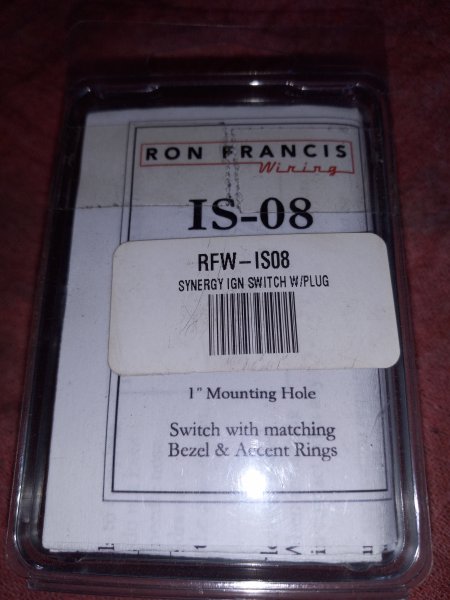 RON FRANCIS
Wiring
IS-08
RFW-IS08
SYNERGY IGN SWITCH W/PLUG
1" Mounting Hole
Switch with matching
Bezel & Accent Rings